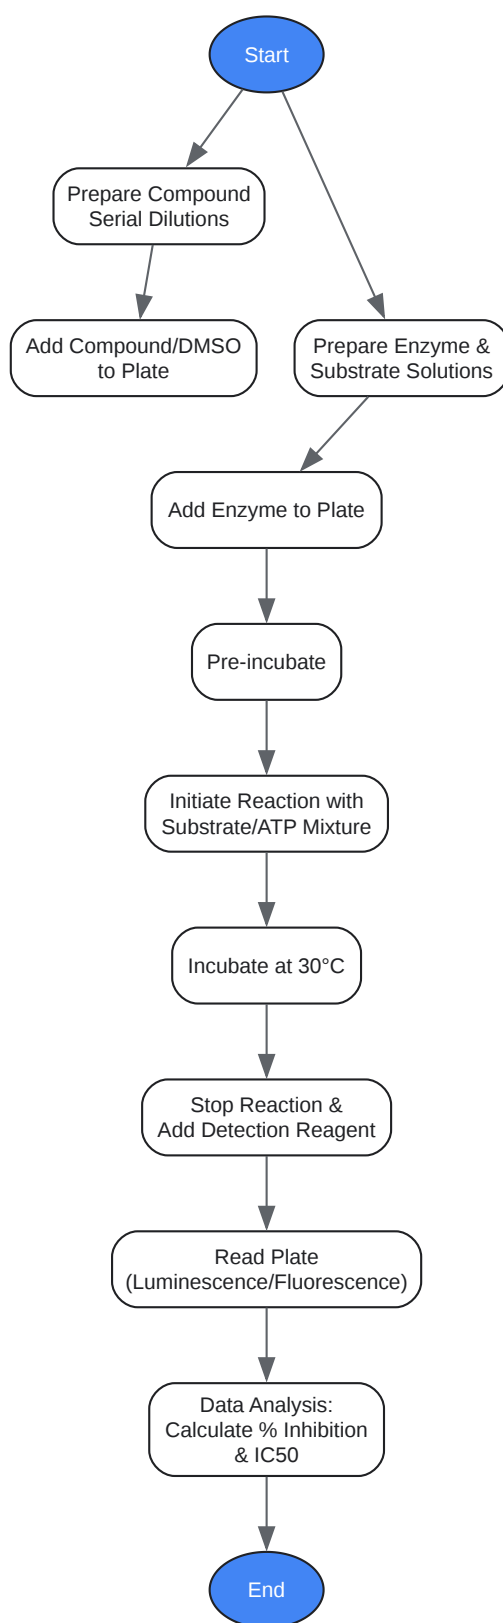 Start
Prepare Compound
Serial Dilutions
Add Compound/DMSO
to Plate
Prepare Enzyme &
Substrate Solutions
Add Enzyme to Plate
Pre-incubate
Initiate Reaction with
Substrate/ATP Mixture
Incubate at 30°C
Stop Reaction &
Add Detection Reagent
Read Plate
(Luminescence/Fluorescence)
Data Analysis:
Calculate % Inhibition
& IC50
End